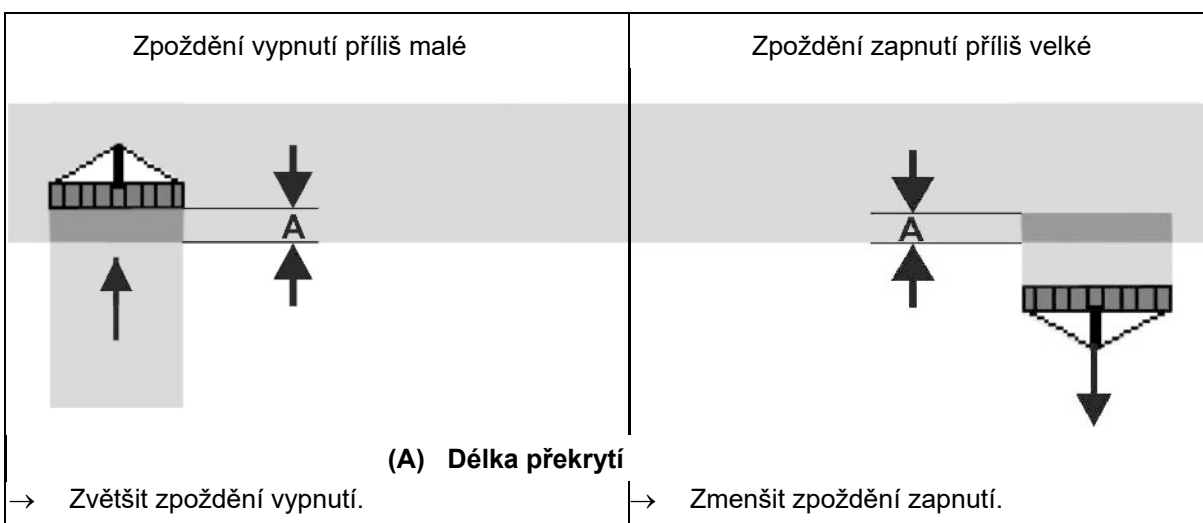 Zpoždění vypnutí příliš malé
Zpoždění zapnutí příliš velké
A
A
(A) Délka překrytí
→ Zvětšit zpoždění vypnutí.
→ Zmenšit zpoždění zapnutí.